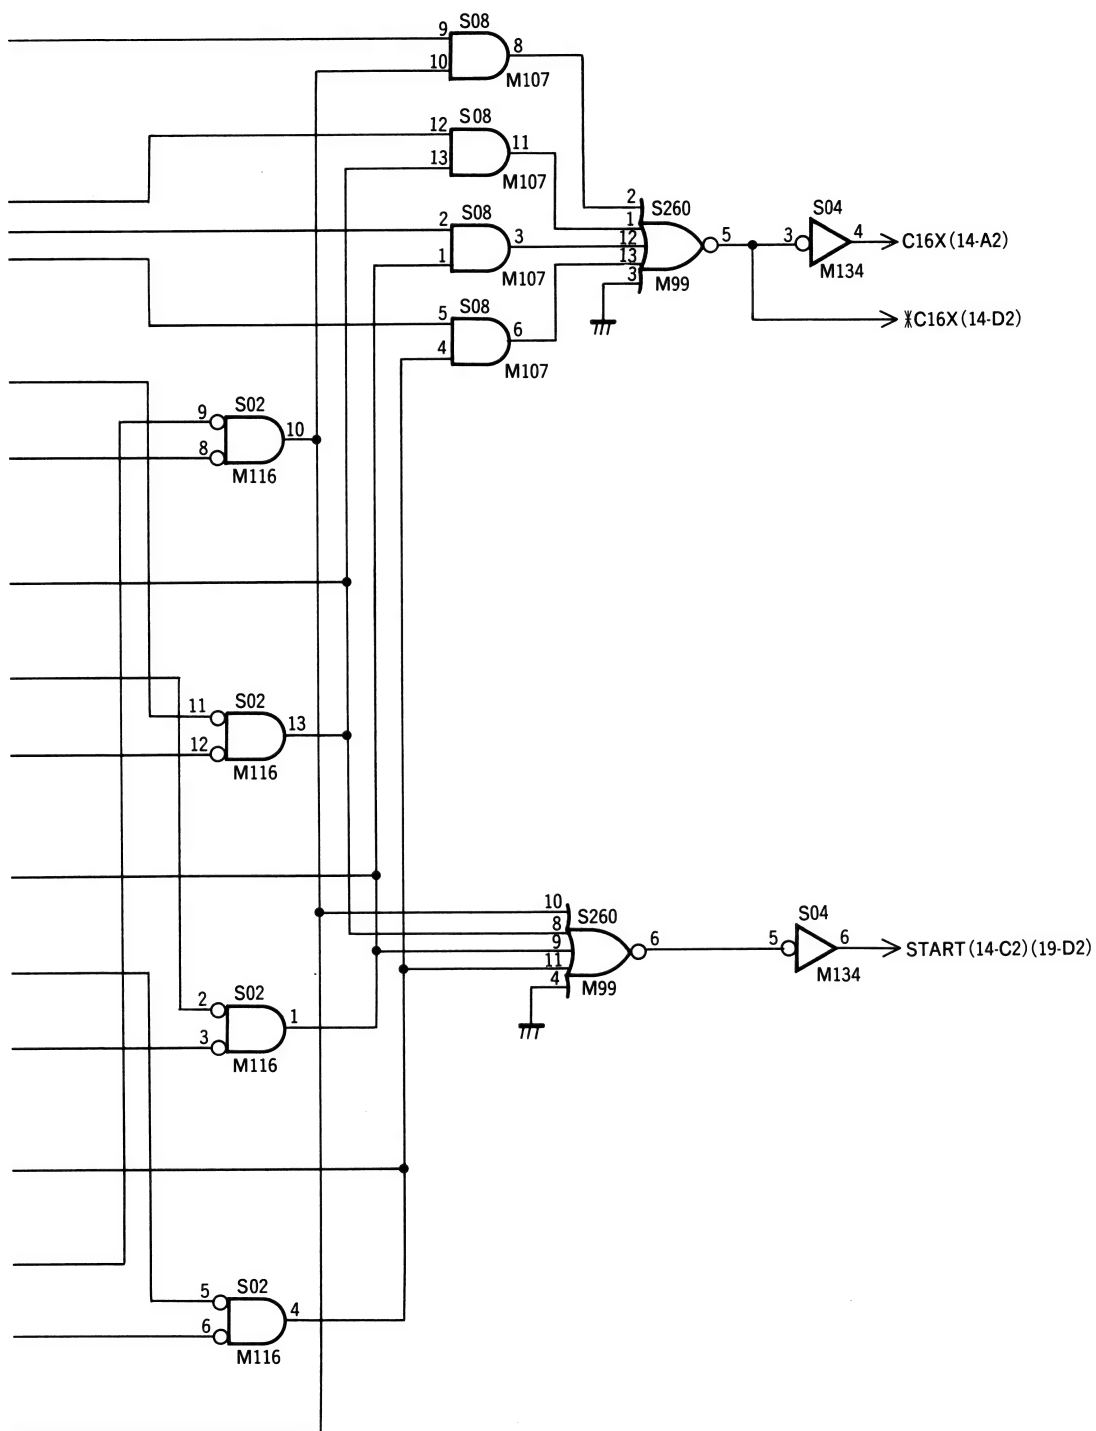 9 S08
10 8
M107
12 S08
13 11
M107
2 S08
1 3
M107
5 S08
4 6
M107
2 S260
1
12
13
3 5
M99
S04
3 4
M134
C16X (14-A2)
*C16X (14-D2)
9 S02
8 10
M116
11 S02
12 13
M116
2 S02
3 1
M116
5 S02
6 4
M116
10 S260
8
9
11
4 6
M99
S04
5 6
M134
START (14-C2) (19-D2)